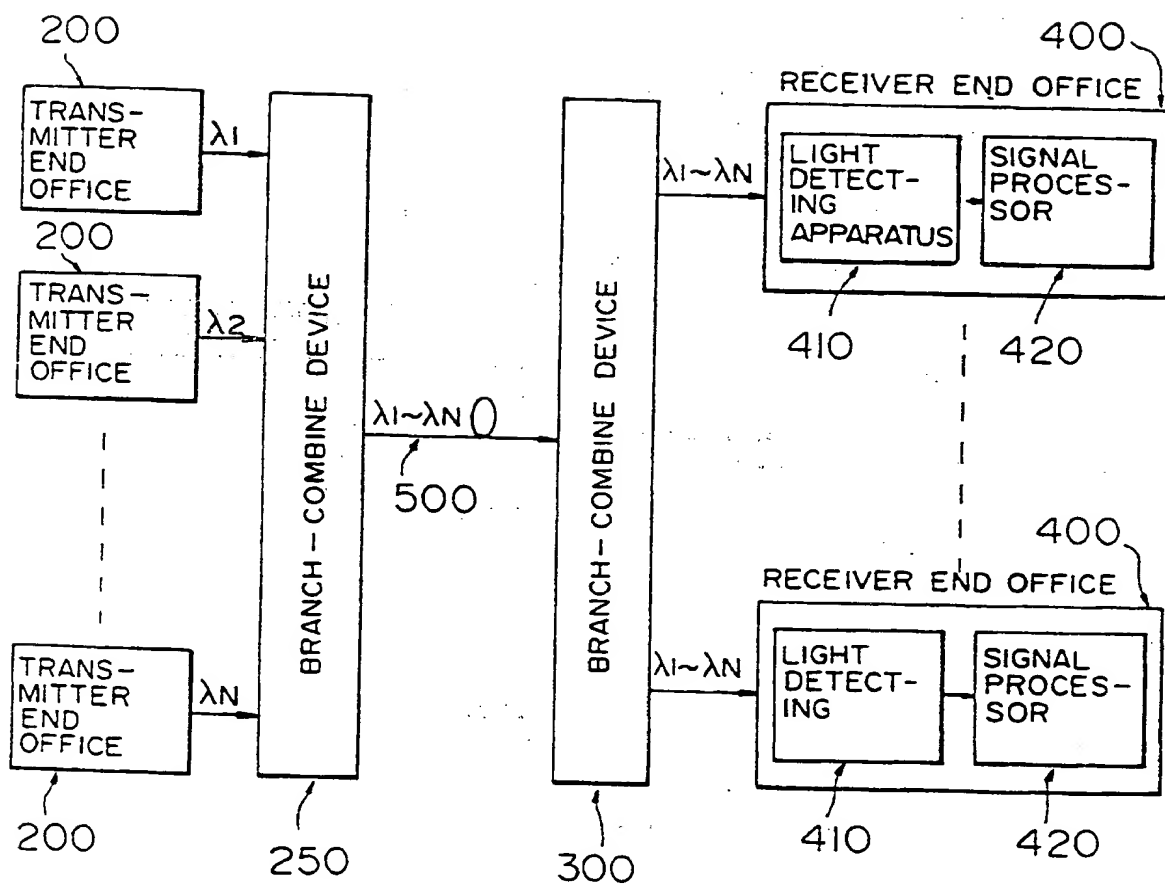 200
TRANS-
MITTER
END
OFFICE
λ1
200
TRANS-
MITTER
END
OFFICE
λ2
TRANS-
MITTER
END
OFFICE
λN
200
BRANCH-COMBINE DEVICE
250
λ1~λN
500
BRANCH-COMBINE DEVICE
300
400
RECEIVER END OFFICE
λ1~λN
LIGHT
DETECT-
ING
APPARATUS
SIGNAL
PROCES-
SOR
410
420
400
RECEIVER END OFFICE
λ1~λN
LIGHT
DETECT-
ING
SIGNAL
PROCES-
SOR
410
420